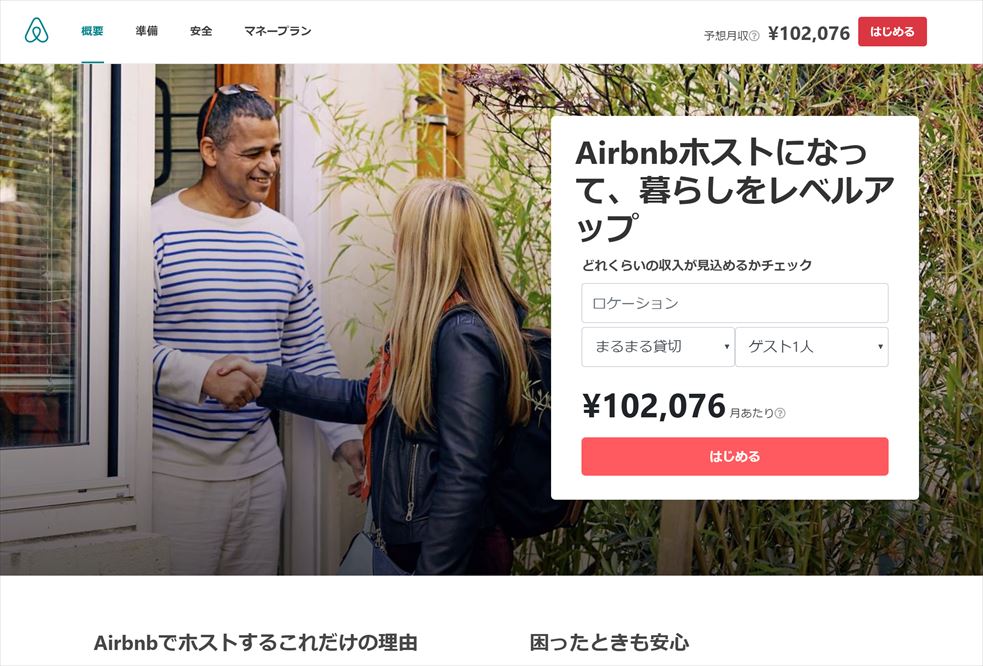 概要 準備 安全 マネープラン 予想月収? ¥102,076 はじめる
Airbnbホストになっ
て、暮らしをレベルア
ップ
どれくらいの収入が見込めるかチェック
ロケーション
まるまる貸切 ゲスト1人
¥102,076 月あたり?
はじめる
Airbnbでホストするこれだけの理由 困ったときも安心